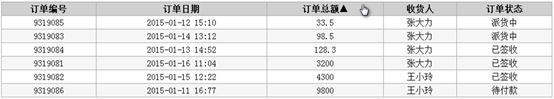 订单编号 订单日期 订单总额▲ 收货人 订单状态
9319085 2015-01-12 15:10 33.5 张大力 派货中
9319083 2015-01-14 13:12 98.5 张大力 派货中
9319084 2015-01-13 14:52 128.3 张大力 已签收
9319081 2015-01-16 11:04 3200 张大力 已签收
9319082 2015-01-15 12:22 4300 王小玲 已签收
9319086 2015-01-11 16:77 9800 王小玲 待付款